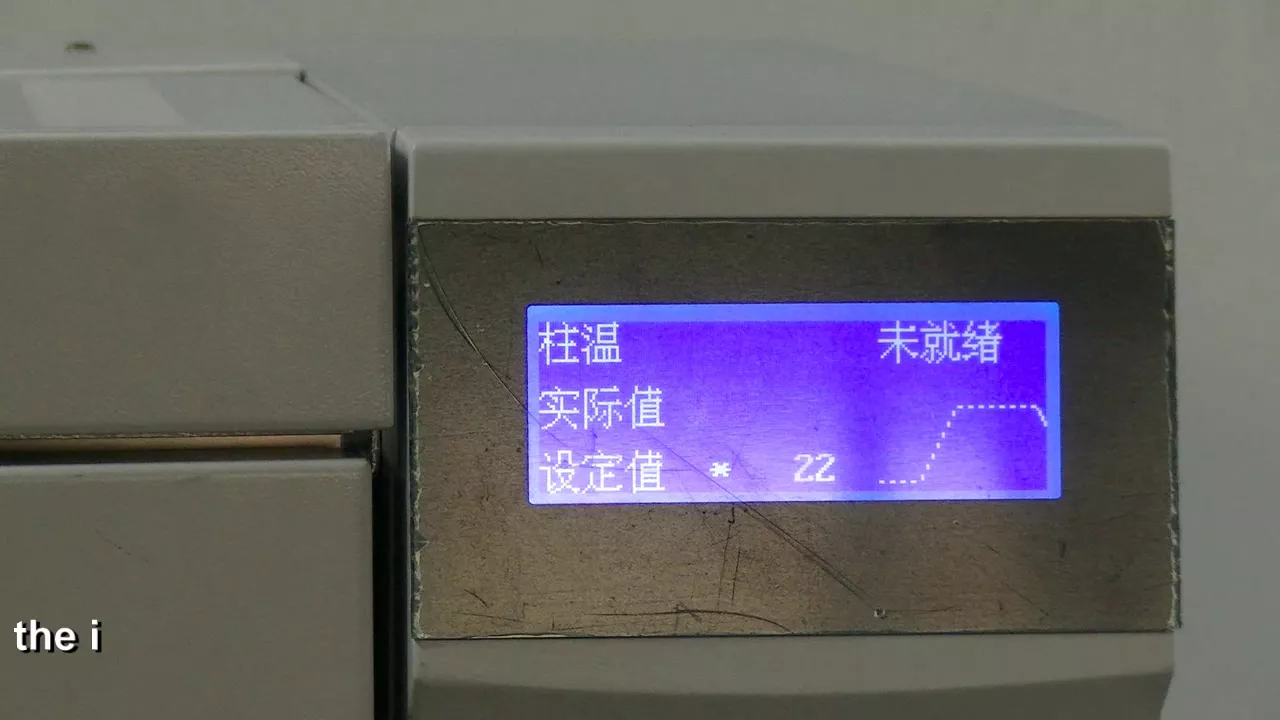 柱温 未就绪
实际值
设定值 * 22
the i